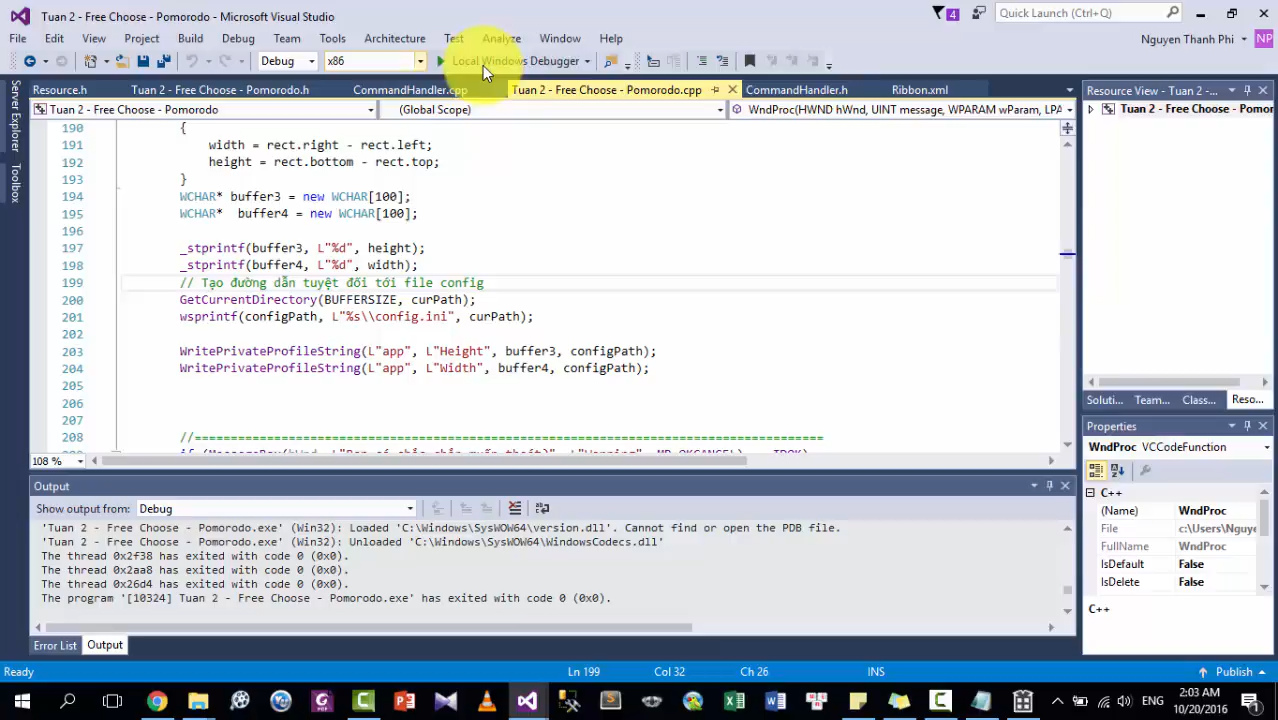 Tuan 2 - Free Choose - Pomorodo - Microsoft Visual Studio
4
Quick Launch (Ctrl+Q)
File Edit View Project Build Debug Team Tools Architecture Test Analyze Window Help
Nguyen Thanh Phi
NP
Debug
x86
Local Windows Debugger
Server Explorer
Toolbox
Resource.h
Tuan 2 - Free Choose - Pomorodo.h
CommandHandler.cpp
Tuan 2 - Free Choose - Pomorodo.cpp
CommandHandler.h
Ribbon.xml
Tuan 2 - Free Choose - Pomorodo
(Global Scope)
WndProc(HWND hWnd, UINT message, WPARAM wParam, LPA
190 {
191 width = rect.right - rect.left;
192 height = rect.bottom - rect.top;
193 }
194 WCHAR* buffer3 = new WCHAR[100];
195 WCHAR*  buffer4 = new WCHAR[100];
196
197 _stprintf(buffer3, L"%d", height);
198 _stprintf(buffer4, L"%d", width);
199 // Tạo đường dẫn tuyệt đối tới file config
200 GetCurrentDirectory(BUFFERSIZE, curPath);
201 wsprintf(configPath, L"%s\\config.ini", curPath);
202
203 WritePrivateProfileString(L"app", L"Height", buffer3, configPath);
204 WritePrivateProfileString(L"app", L"Width", buffer4, configPath);
205
206
207
208 //=====================================================================================
108 %
Resource View - Tuan 2 -...
Tuan 2 - Free Choose - Pomor
Soluti... Team... Class... Reso...
Properties
WndProc VCCodeFunction
C++
(Name) WndProc
File c:\Users\Nguye
FullName WndProc
IsDefault False
IsDelete False
C++
Output
Show output from: Debug
'Tuan 2 - Free Choose - Pomorodo.exe' (Win32): Loaded 'C:\Windows\SysWOW64\version.dll'. Cannot find or open the PDB file.
'Tuan 2 - Free Choose - Pomorodo.exe' (Win32): Unloaded 'C:\Windows\SysWOW64\WindowsCodecs.dll'
The thread 0x2f38 has exited with code 0 (0x0).
The thread 0x2aa8 has exited with code 0 (0x0).
The thread 0x26d4 has exited with code 0 (0x0).
The program '[10324] Tuan 2 - Free Choose - Pomorodo.exe' has exited with code 0 (0x0).
Error List Output
Ready
Ln 199
Col 32
Ch 26
INS
Publish
2:03 AM
10/20/2016